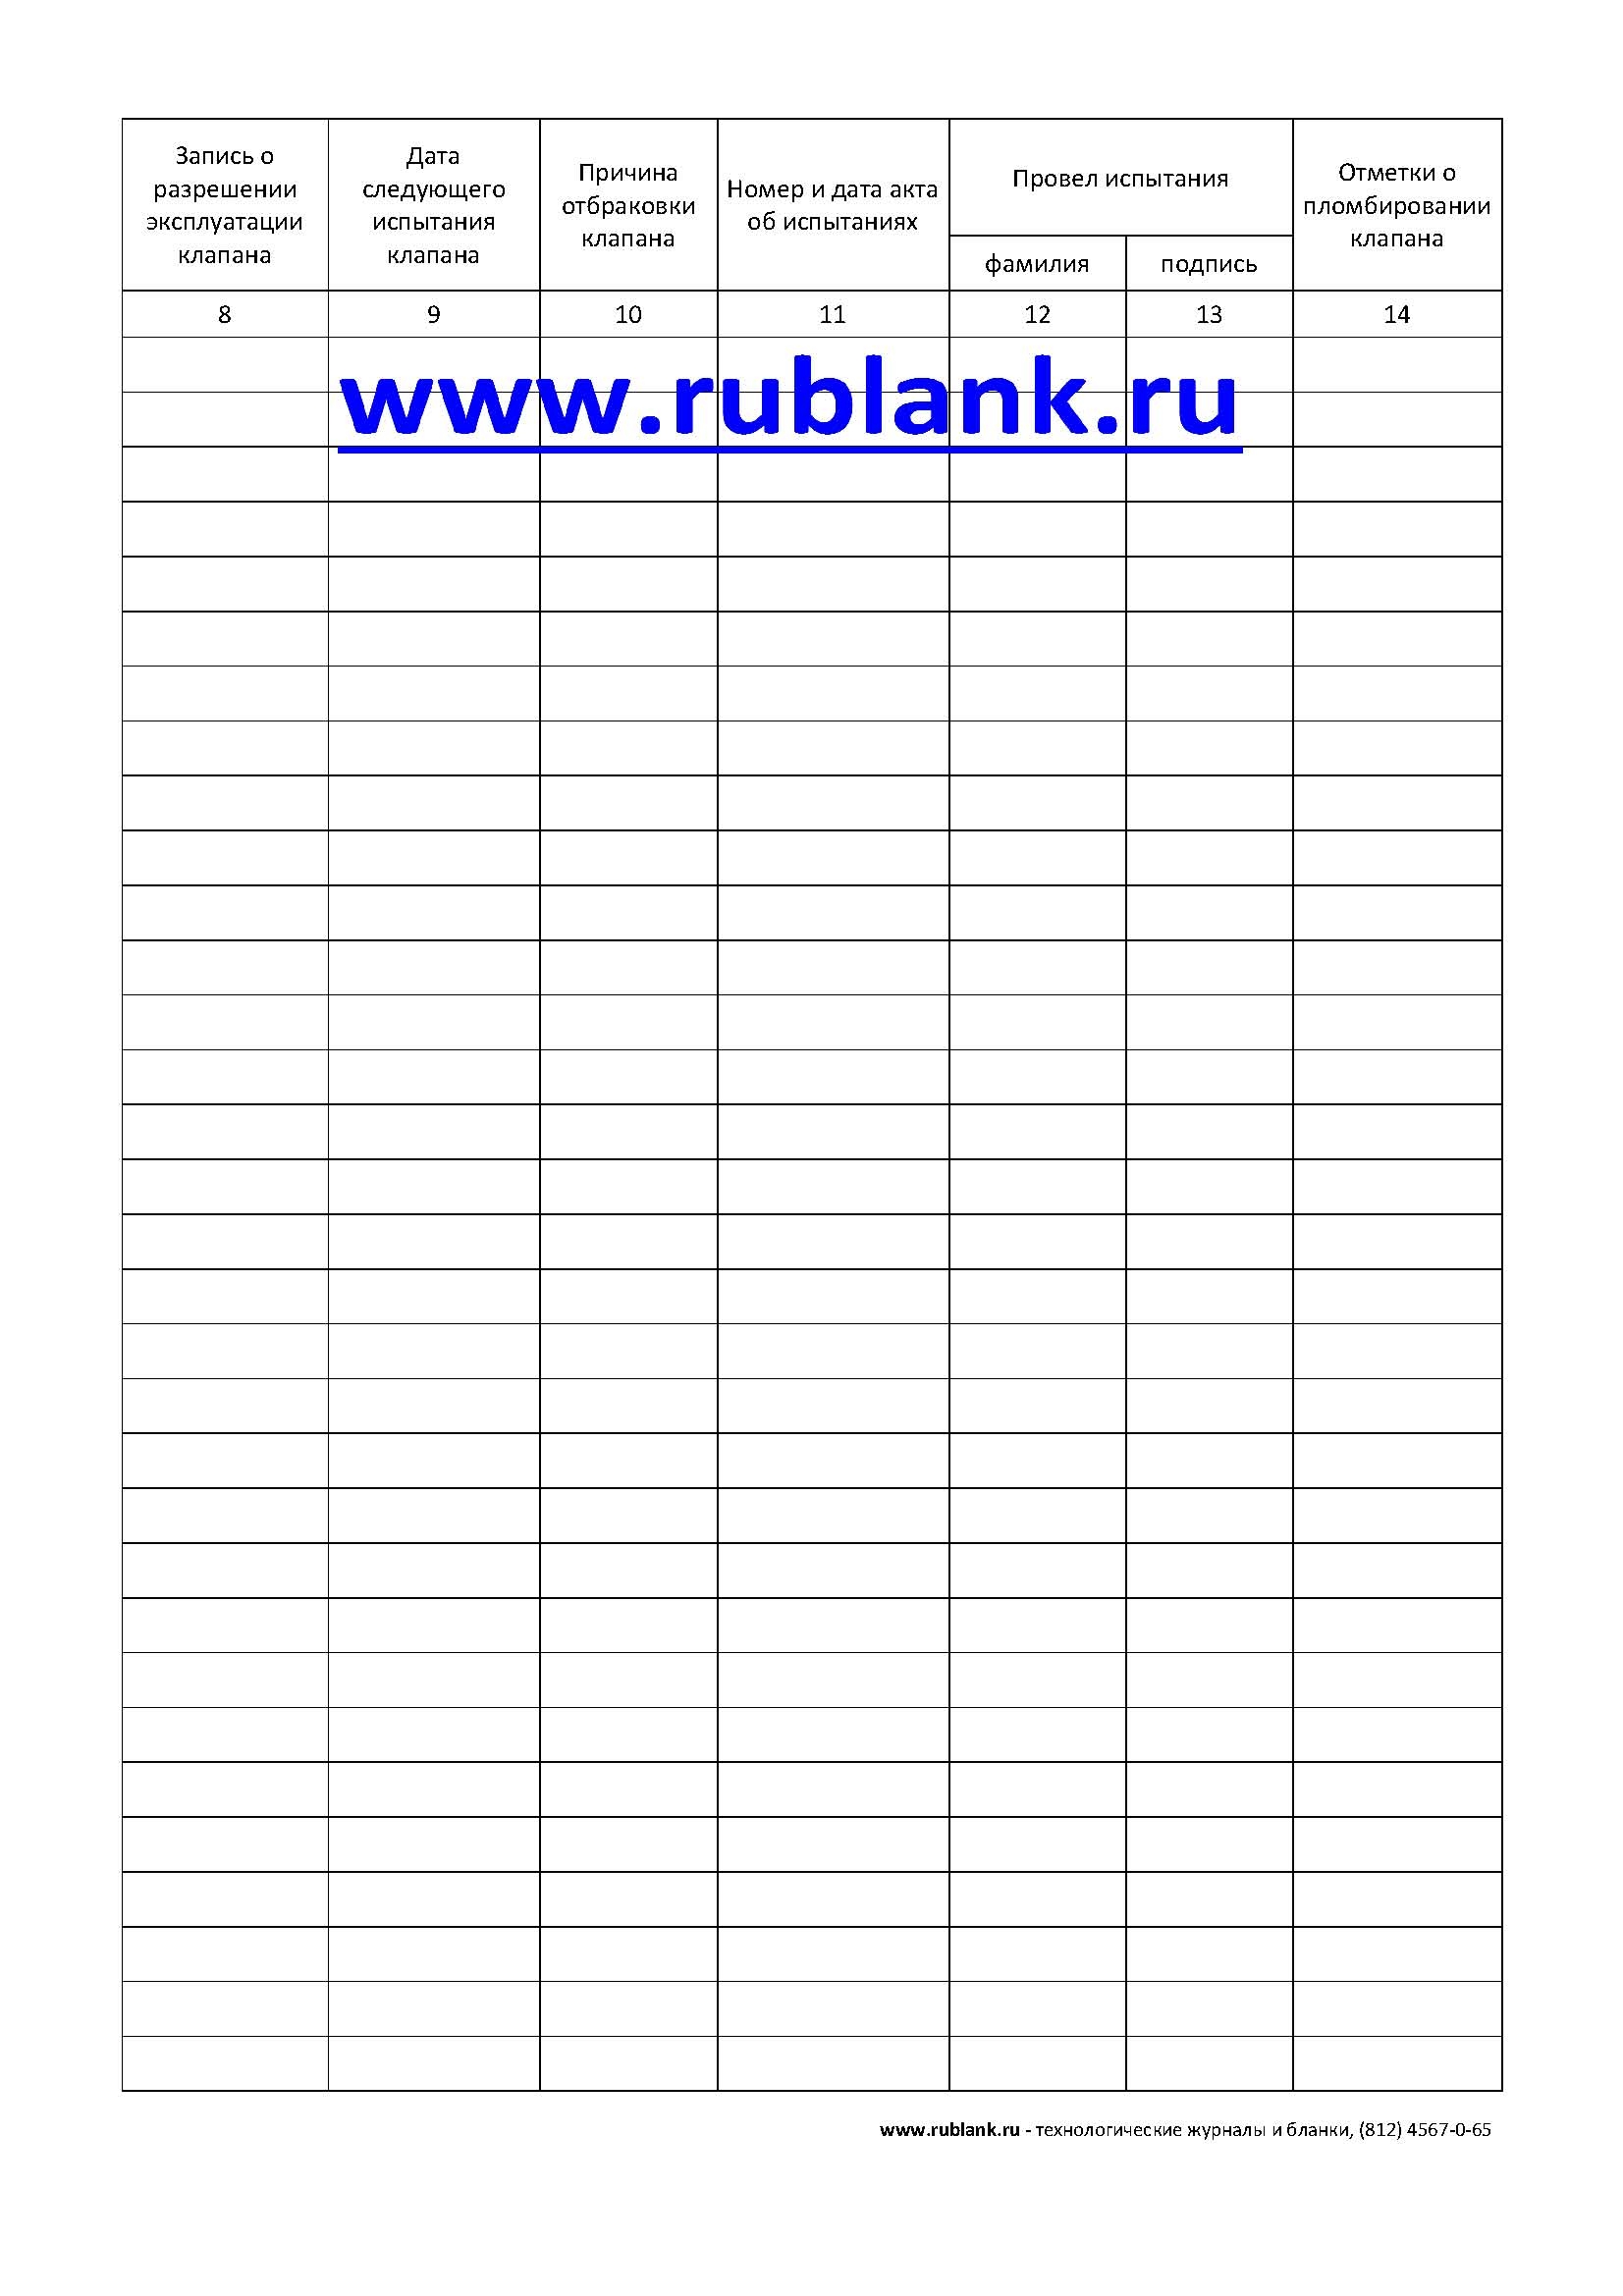 Запись о
разрешении
эксплуатации
клапана
Дата
следующего
испытания
клапана
Причина
отбраковки
клапана
Номер и дата акта
об испытаниях
Провел испытания
фамилия
подпись
Отметки о
пломбировании
клапана
8 9 10 11 12 13 14
www.rublank.ru
www.rublank.ru - технологические журналы и бланки, (812) 4567-0-65